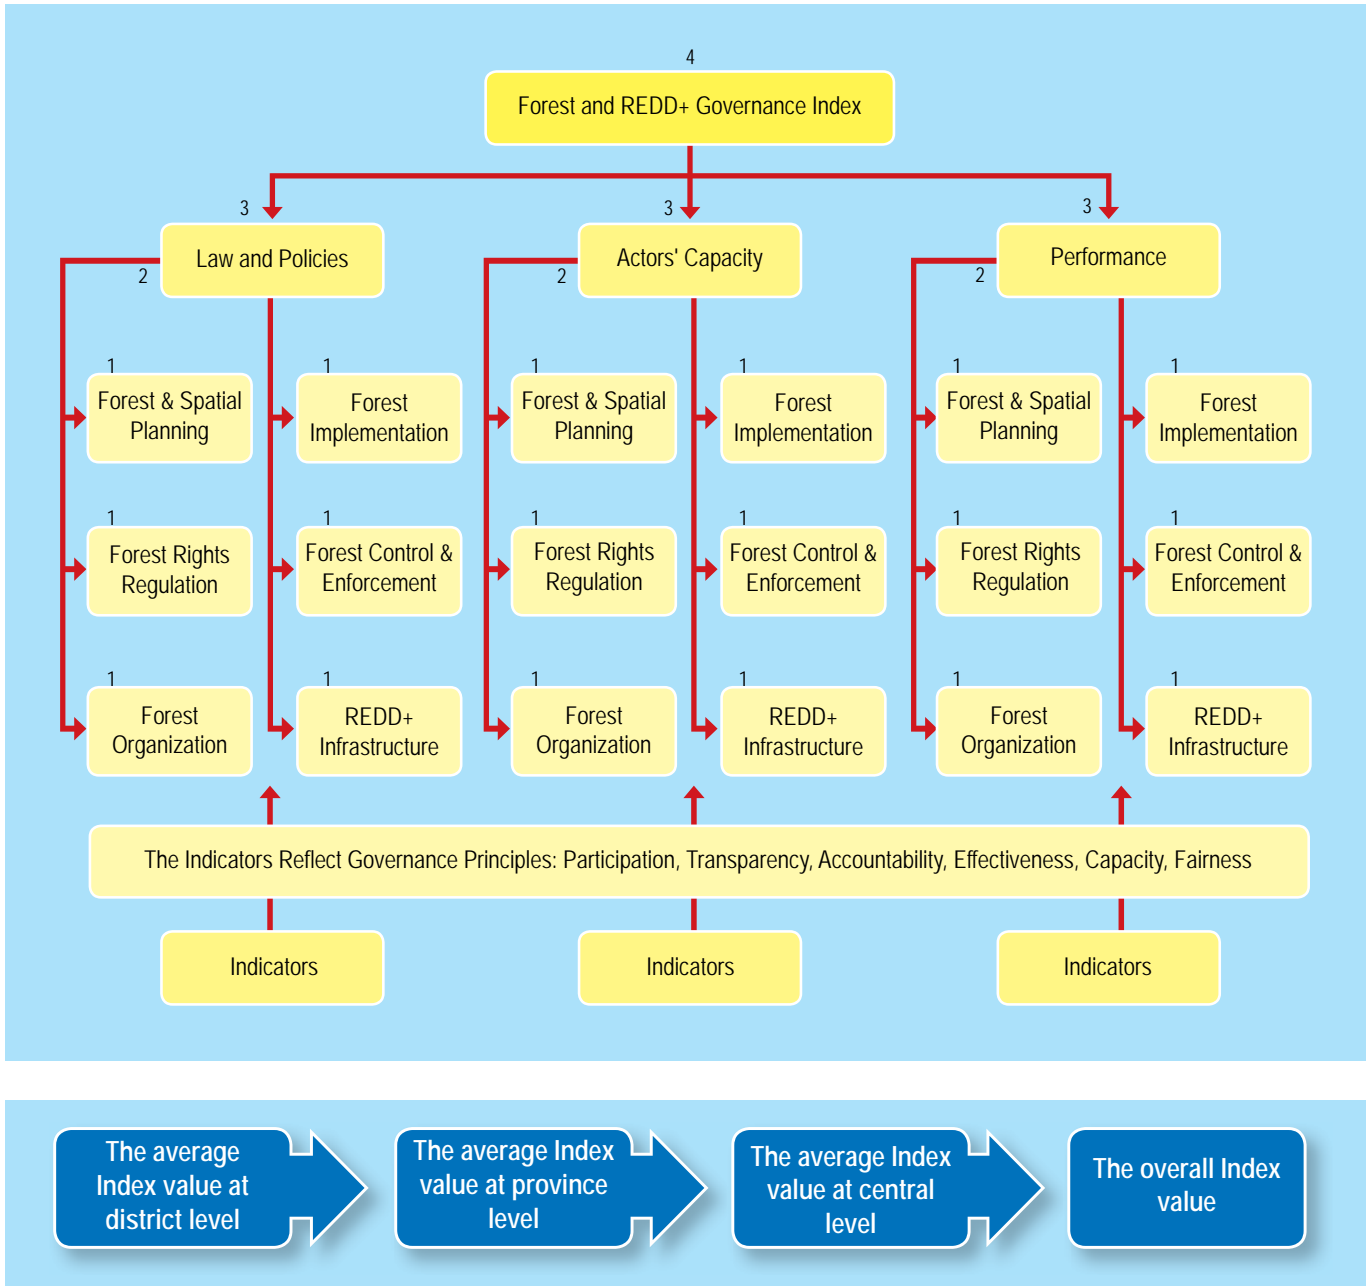 4
Forest and REDD+ Governance Index
3
3
3
Law and Policies
Actors' Capacity
Performance
2
2
2
1
1
1
1
1
1
Forest & Spatial
Planning
Forest
Implementation
Forest & Spatial
Planning
Forest
Implementation
Forest & Spatial
Planning
Forest
Implementation
1
1
1
1
1
1
Forest Rights
Regulation
Forest Control &
Enforcement
Forest Rights
Regulation
Forest Control &
Enforcement
Forest Rights
Regulation
Forest Control &
Enforcement
1
1
1
1
1
1
Forest
Organization
REDD+
Infrastructure
Forest
Organization
REDD+
Infrastructure
Forest
Organization
REDD+
Infrastructure
The Indicators Reflect Governance Principles: Participation, Transparency, Accountability, Effectiveness, Capacity, Fairness
Indicators
Indicators
Indicators
The average
Index value at
district level
The average Index
value at province
level
The average Index
value at central
level
The overall Index
value